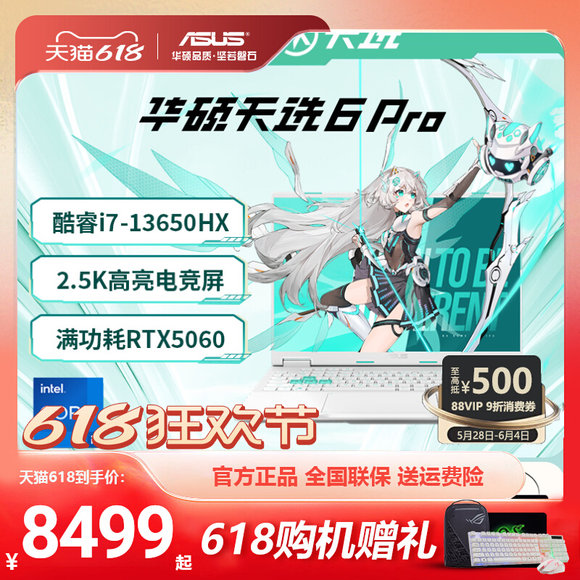 天猫618
ASUS
华硕品质·坚若磐石
天选
华硕天选6 Pro
酷睿i7-13650HX
2.5K高亮电竞屏
满功耗RTX5060
ASUS
intel
至高抵¥500
88VIP 9折消费券
5月28日-6月4日
618狂欢节
天猫618到手价:
官方正品 全国联保 送运费险
¥8499起
618购机赠礼